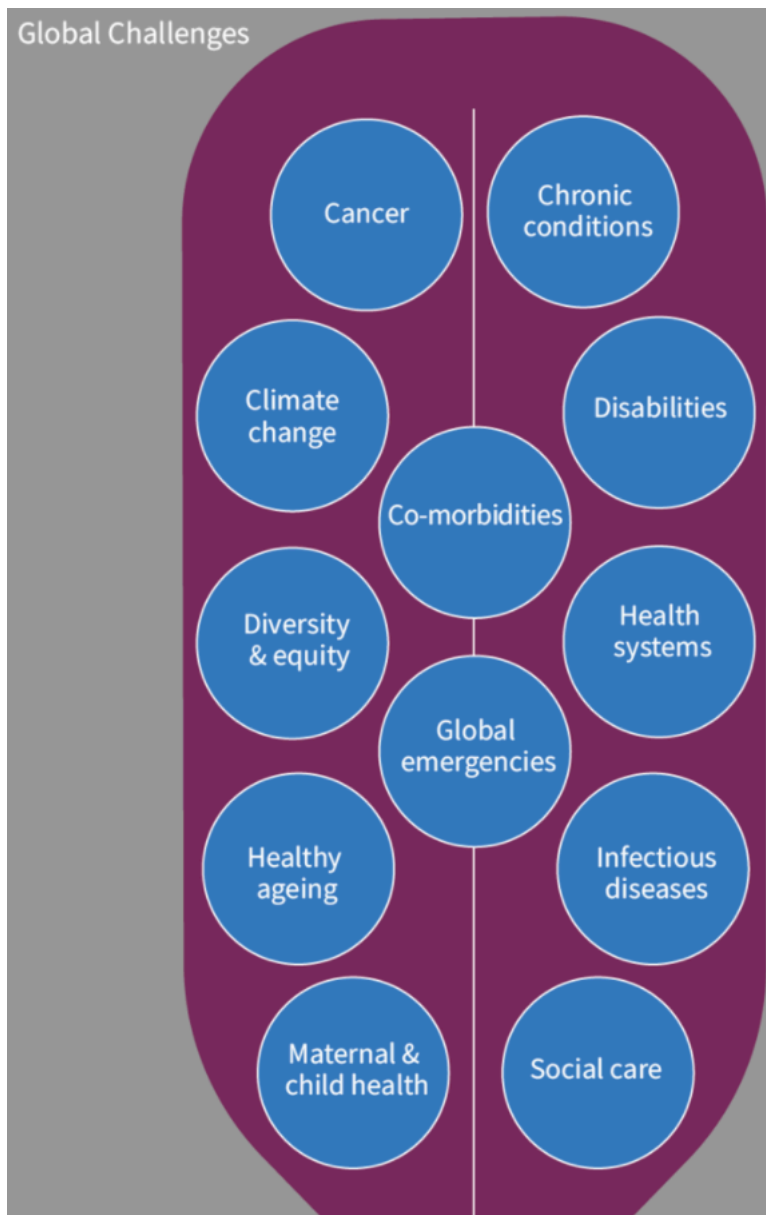 Global Challenges
Cancer
Chronic
conditions
Climate
change
Disabilities
Co-morbidities
Diversity
& equity
Health
systems
Global
emergencies
Healthy
ageing
Infectious
diseases
Maternal &
child health
Social care